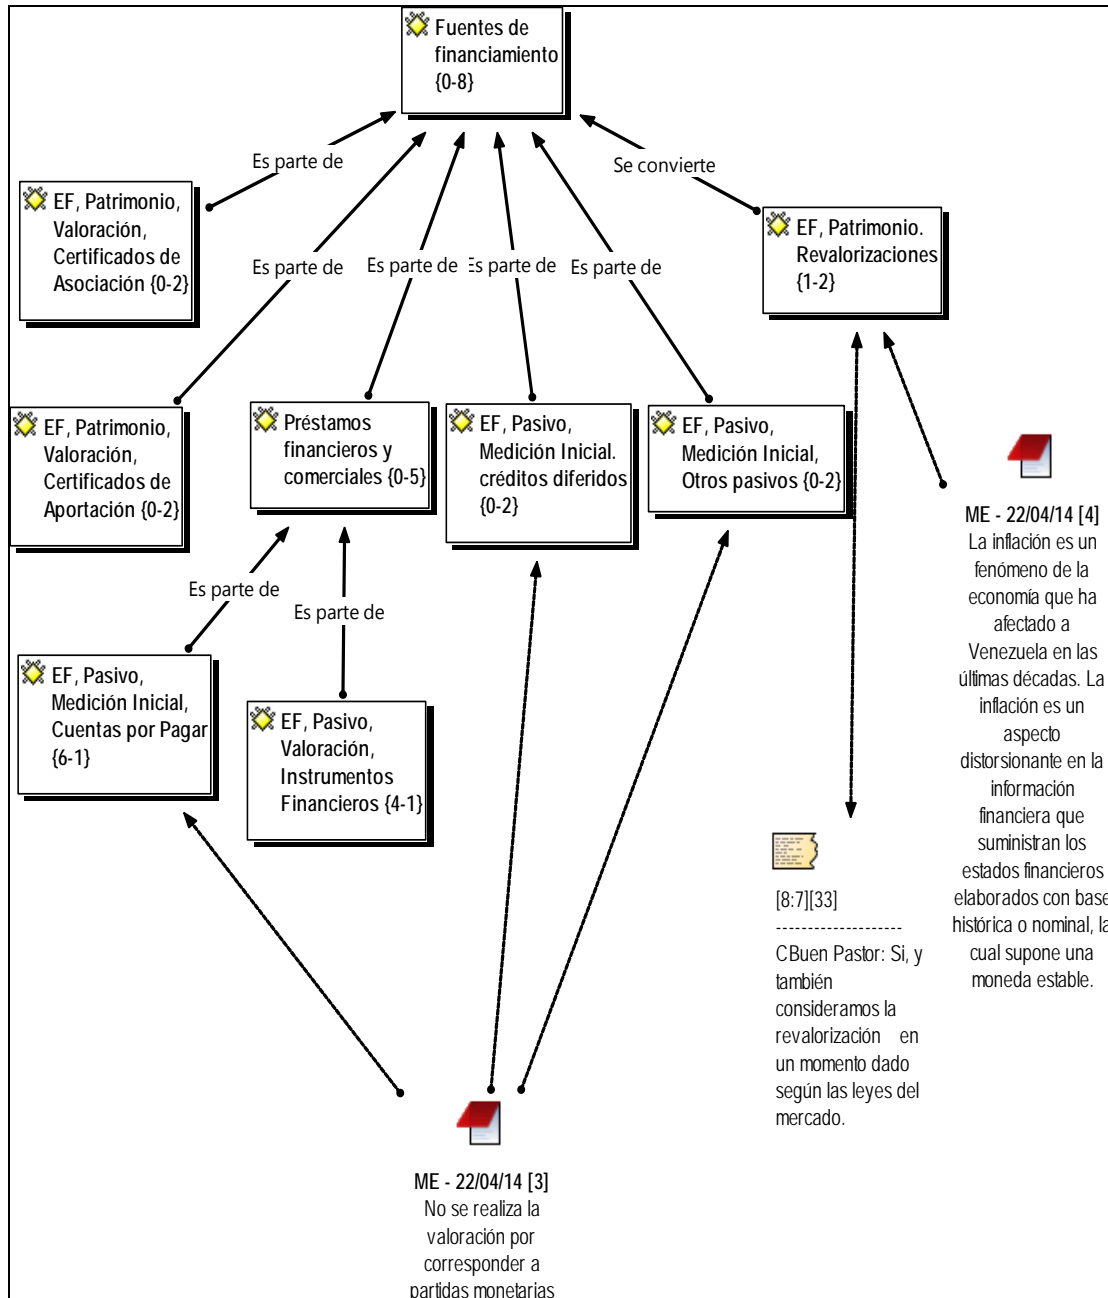 Fuentes de
financiamiento
{0-8}
Es parte de
Se convierte
EF, Patrimonio,
Valoración,
Certificados de
Asociación {0-2}
EF, Patrimonio.
Revalorizaciones
{1-2}
Es parte de
Es parte de
Es parte de
Es parte de
EF, Patrimonio,
Valoración,
Certificados de
Aportación {0-2}
Préstamos
financieros y
comerciales {0-5}
EF, Pasivo,
Medición Inicial.
créditos diferidos
{0-2}
EF, Pasivo,
Medición Inicial,
Otros pasivos {0-2}
Es parte de
Es parte de
EF, Pasivo,
Medición Inicial,
Cuentas por Pagar
{6-1}
EF, Pasivo,
Valoración,
Instrumentos
Financieros {4-1}
ME - 22/04/14 [4]
La inflación es un
fenómeno de la
economía que ha
afectado a
Venezuela en las
últimas décadas. La
inflación es un
aspecto
distorsionante en la
información
financiera que
suministran los
estados financieros
elaborados con base
histórica o nominal, la
cual supone una
moneda estable.
[8:7][33]
---------------------
CBuen Pastor: Si, y
también
consideramos la
revalorización en
un momento dado
según las leyes del
mercado.
ME - 22/04/14 [3]
No se realiza la
valoración por
corresponder a
partidas monetarias